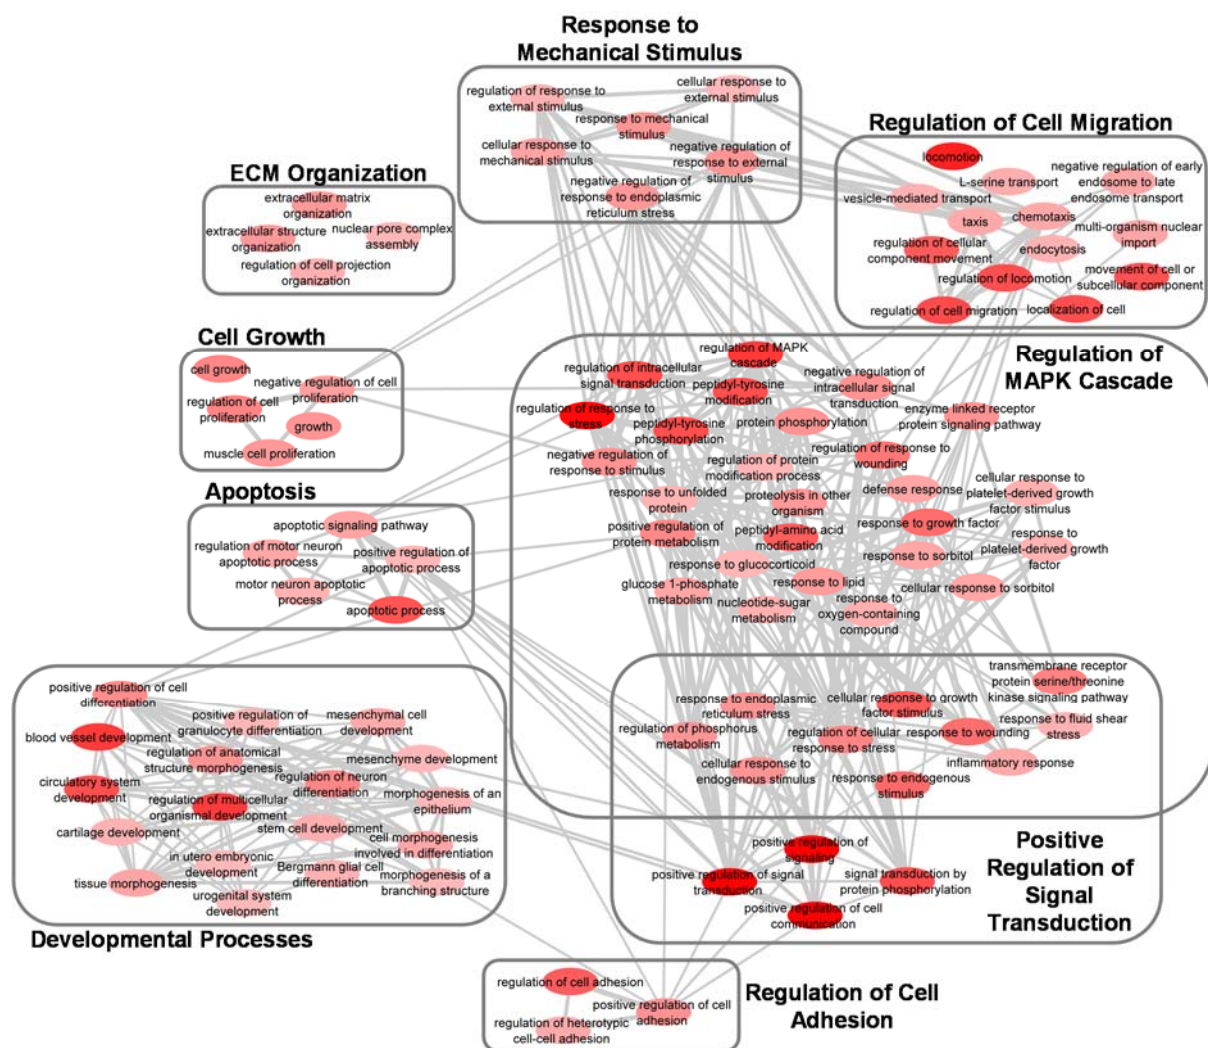 Response to
Mechanical Stimulus
regulation of response to
external stimulus
cellular response to
external stimulus
response to mechanical
stimulus
cellular response to
mechanical stimulus
negative regulation of
response to external
stimulus
negative regulation of
response to endoplasmic
reticulum stress
Regulation of Cell Migration
locomotion
L-serine transport
negative regulation of early
endosome to late
endosome transport
vesicle-mediated transport
taxis
chemotaxis
multi-organism nuclear
import
regulation of cellular
component movement
endocytosis
regulation of locomotion
movement of cell or
subcellular component
regulation of cell migration
localization of cell
ECM Organization
extracellular matrix
organization
extracellular structure
organization
nuclear pore complex
assembly
regulation of cell projection
organization
Cell Growth
cell growth
negative regulation of cell
proliferation
regulation of cell
proliferation
growth
muscle cell proliferation
Regulation of
MAPK Cascade
regulation of MAPK
cascade
regulation of intracellular
signal transduction
peptidyl-tyrosine
modification
negative regulation of
intracellular signal
transduction
regulation of response to
stress
peptidyl-tyrosine
phosphorylation
protein phosphorylation
enzyme linked receptor
protein signaling pathway
negative regulation of
response to stimulus
regulation of protein
modification process
regulation of response to
wounding
response to unfolded
protein
proteolysis in other
organism
defense response
cellular response to
platelet-derived growth
factor stimulus
positive regulation of
protein metabolism
peptidyl-amino acid
modification
response to growth factor
response to
platelet-derived growth
factor
response to glucocorticoid
response to sorbitol
glucose 1-phosphate
metabolism
response to lipid
cellular response to sorbitol
nucleotide-sugar
metabolism
response to
oxygen-containing
compound
Apoptosis
apoptotic signaling pathway
regulation of motor neuron
apoptotic process
positive regulation of
apoptotic process
motor neuron apoptotic
process
apoptotic process
transmembrane receptor
protein serine/threonine
kinase signaling pathway
response to endoplasmic
reticulum stress
cellular response to growth
factor stimulus
regulation of phosphorus
metabolism
regulation of cellular
response to stress
response to wounding
response to fluid shear
stress
cellular response to
endogenous stimulus
inflammatory response
response to endogenous
stimulus
positive regulation of
signaling
positive regulation of signal
transduction
signal transduction by
protein phosphorylation
positive regulation of cell
communication
Positive
Regulation of
Signal
Transduction
positive regulation of cell
differentiation
positive regulation of
granulocyte differentiation
mesenchymal cell
development
blood vessel development
regulation of anatomical
structure morphogenesis
mesenchyme development
circulatory system
development
regulation of neuron
differentiation
regulation of mulucellular
organismal development
morphogenesis of an
epithelium
cartilage development
stem cell development
cell morphogenesis
involved in differentiation
in utero embryonic
development
Bergmann glial cell
differentiation
tissue morphogenesis
morphogenesis of a
branching structure
urogenital system
development
Developmental Processes
regulation of cell adhesion
positive regulation of cell
adhesion
regulation of heterotypic
cell-cell adhesion
Regulation of Cell
Adhesion